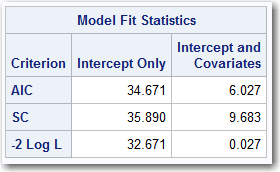 Model Fit Statistics
Criterion Intercept Only Intercept and Covariates
AIC 34.671 6.027
SC 35.890 9.683
-2 Log L 32.671 0.027